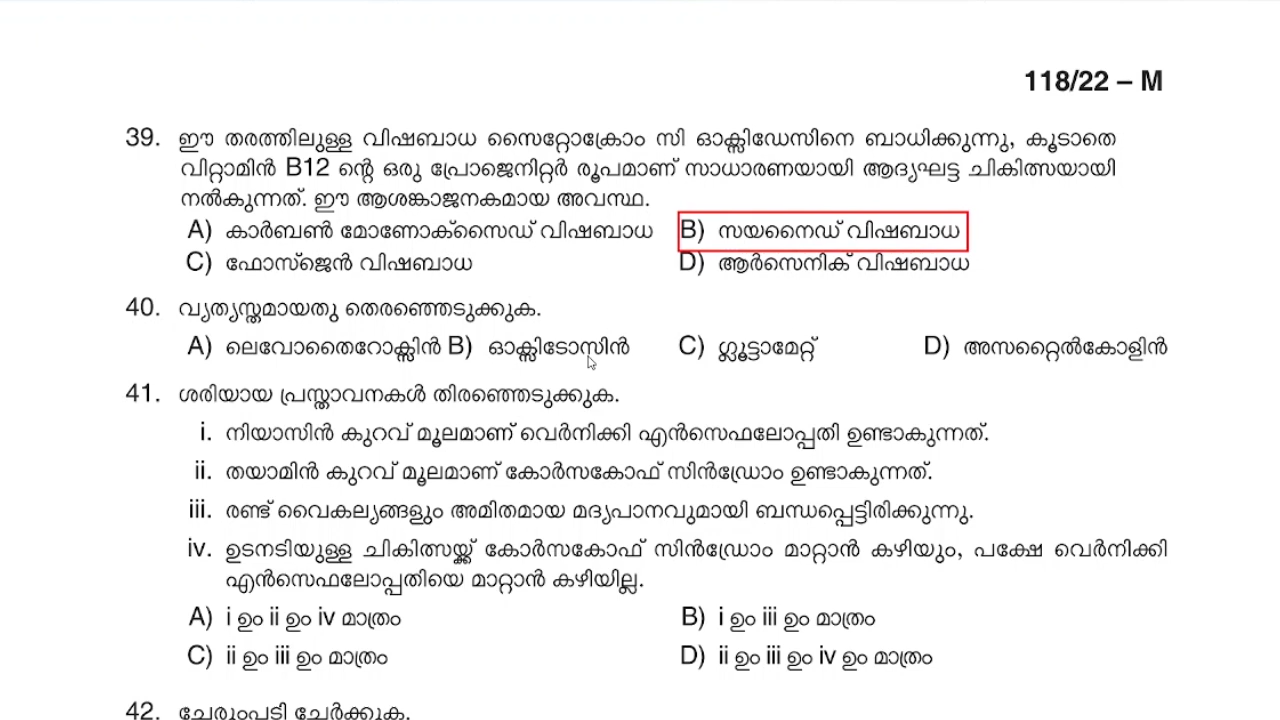 118/22 – M
39. ഈ തരത്തിലുള്ള വിഷബാധ സൈറ്റോക്രോം സി ഓക്സിഡേസിനെ ബാധിക്കുന്നു, കൂടാതെ
വിറ്റാമിൻ B12 ന്റെ ഒരു പ്രോജെനിറ്റർ രൂപമാണ് സാധാരണയായി ആദ്യഘട്ട ചികിത്സയായി
നൽകുന്നത്. ഈ ആശങ്കാജനകമായ അവസ്ഥ.
A) കാർബൺ മോണോക്സൈഡ് വിഷബാധ B) സയനൈഡ് വിഷബാധ
C) ഫോസ്ജെൻ വിഷബാധ D) ആർസെനിക് വിഷബാധ
40. വ്യത്യസ്തമായതു തെരഞ്ഞെടുക്കുക.
A) ലെവോതൈറോക്സിൻ B) ഓക്സിടോസിൻ C) ഗ്ലൂട്ടാമേറ്റ് D) അസറ്റൈൽകോളിൻ
41. ശരിയായ പ്രസ്താവനകൾ തിരഞ്ഞെടുക്കുക.
i. നിയാസിൻ കുറവ് മൂലമാണ് വെർനിക്കി എൻസെഫലോപ്പതി ഉണ്ടാകുന്നത്.
ii. തയാമിൻ കുറവ് മൂലമാണ് കോർസകോഫ് സിൻഡ്രോം ഉണ്ടാകുന്നത്.
iii. രണ്ട് വൈകല്യങ്ങളും അമിതമായ മദ്യപാനവുമായി ബന്ധപ്പെട്ടിരിക്കുന്നു.
iv. ഉടനടിയുള്ള ചികിത്സയ്ക്ക് കോർസകോഫ് സിൻഡ്രോം മാറ്റാൻ കഴിയും, പക്ഷേ വെർനിക്കി
എൻസെഫലോപ്പതിയെ മാറ്റാൻ കഴിയില്ല.
A) i ഉം ii ഉം iv മാത്രം B) i ഉം iii ഉം മാത്രം
C) ii ഉം iii ഉം മാത്രം D) ii ഉം iii ഉം iv ഉം മാത്രം
42. ചേരുംപടി ചേർക്കുക.